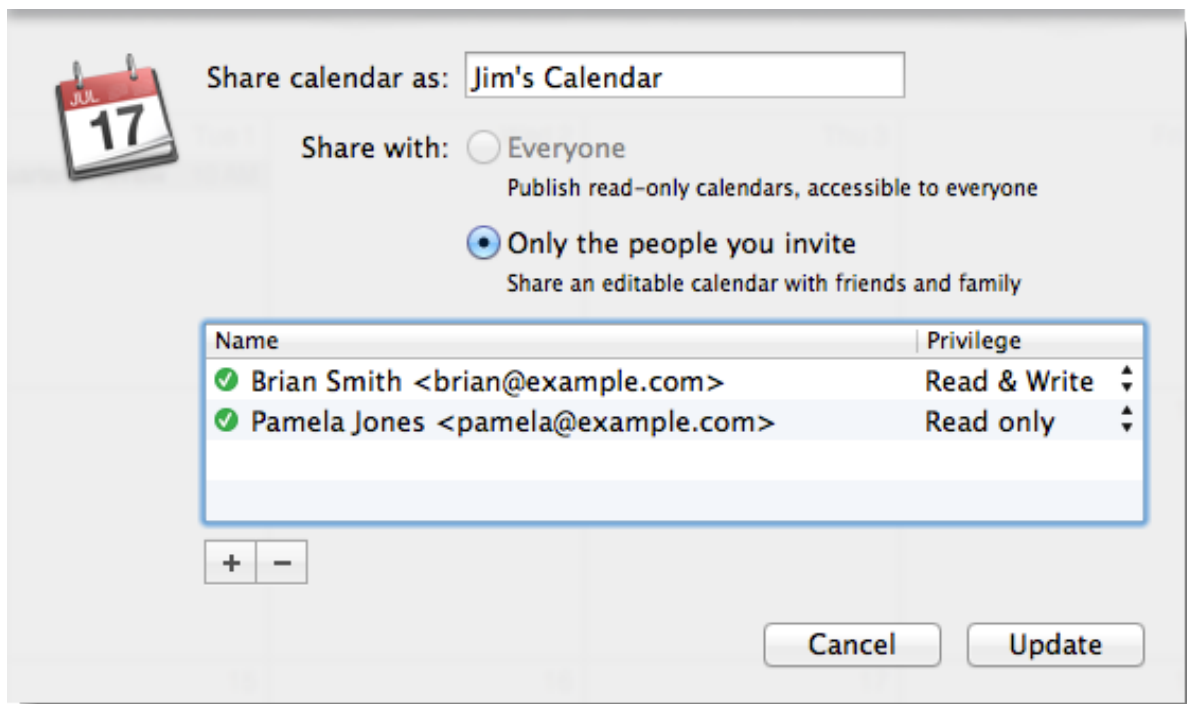 JUL
17
Share calendar as: Jim's Calendar
Share with: Everyone
Publish read-only calendars, accessible to everyone
Only the people you invite
Share an editable calendar with friends and family
Name Privilege
Brian Smith <brian@example.com> Read & Write
Pamela Jones <pamela@example.com> Read only
+ −
Cancel Update